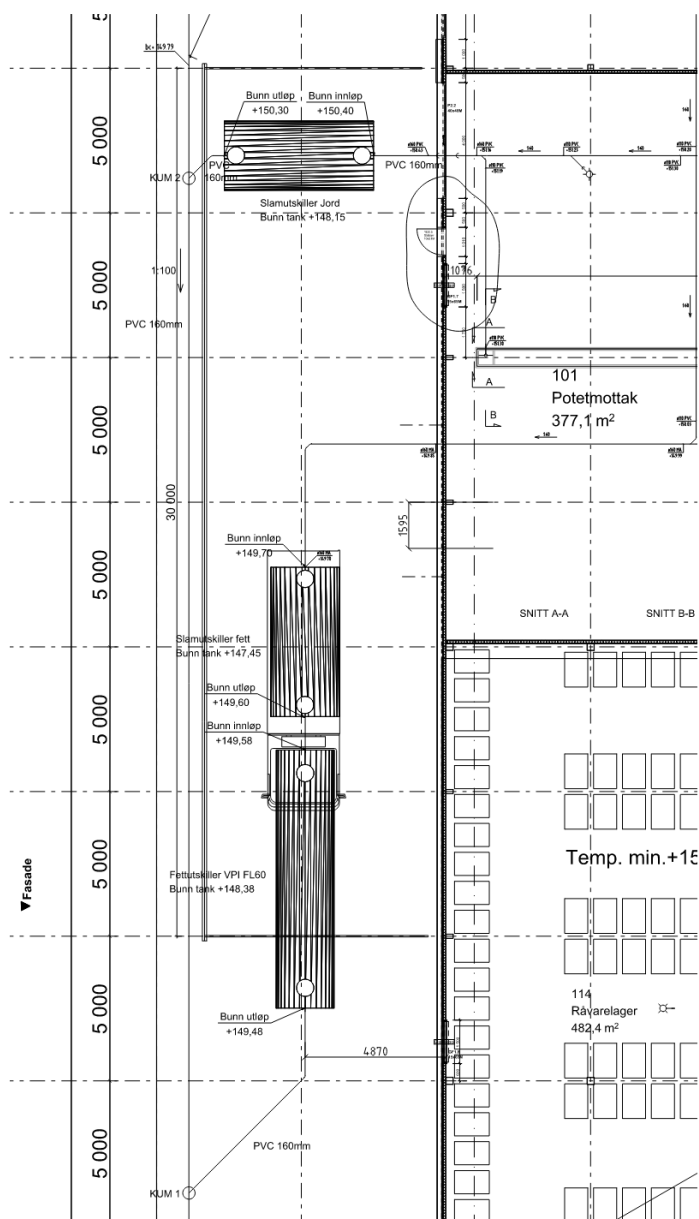 Bunn utløp
+150,30
Bunn innløp
+150,40
5 000
KUM 2
160mm
PVC 160mm
Slamutskiller Jord
Bunn tank +148,15
1:100
5 000
PVC 160mm
1076
B
A
A
B
101
Potetmottak
377,1 m²
5 000
30 000
1595
Bunn innløp
+149,70
5 000
SNITT A-A
SNITT B-B
Slamutskiller fett
Bunn tank +147,45
Bunn utløp
+149,60
5 000
Bunn innløp
+149,58
Temp. min.+15
5 000
Fettutskiller VPI FL60
Bunn tank +148,38
Fasade
114
Råvarelager
482,4 m²
Bunn utløp
+149,48
5 000
4870
PVC 160mm
5 000
KUM 1